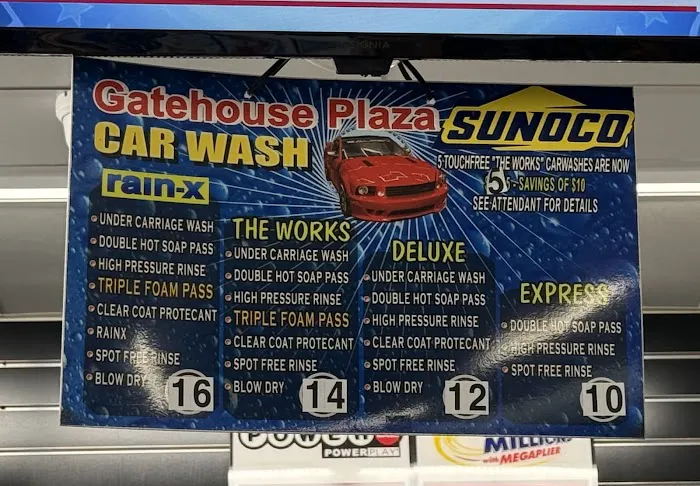 INSIGNIA
Gatehouse Plaza
CAR WASH
SUNOCO
5 TOUCHFREE "THE WORKS" CARWASHES ARE NOW
- SAVINGS OF $10
SEE ATTENDANT FOR DETAILS
rain-x
UNDER CARRIAGE WASH
DOUBLE HOT SOAP PASS
HIGH PRESSURE RINSE
TRIPLE FOAM PASS
CLEAR COAT PROTECANT
RAINX
SPOT FREE RINSE
BLOW DRY
16
THE WORKS
UNDER CARRIAGE WASH
DOUBLE HOT SOAP PASS
HIGH PRESSURE RINSE
TRIPLE FOAM PASS
CLEAR COAT PROTECANT
SPOT FREE RINSE
BLOW DRY
14
DELUXE
UNDER CARRIAGE WASH
DOUBLE HOT SOAP PASS
HIGH PRESSURE RINSE
CLEAR COAT PROTECANT
SPOT FREE RINSE
BLOW DRY
12
EXPRESS
DOUBLE HOT SOAP PASS
HIGH PRESSURE RINSE
SPOT FREE RINSE
10
POWERPLAY
with MEGAPLIER